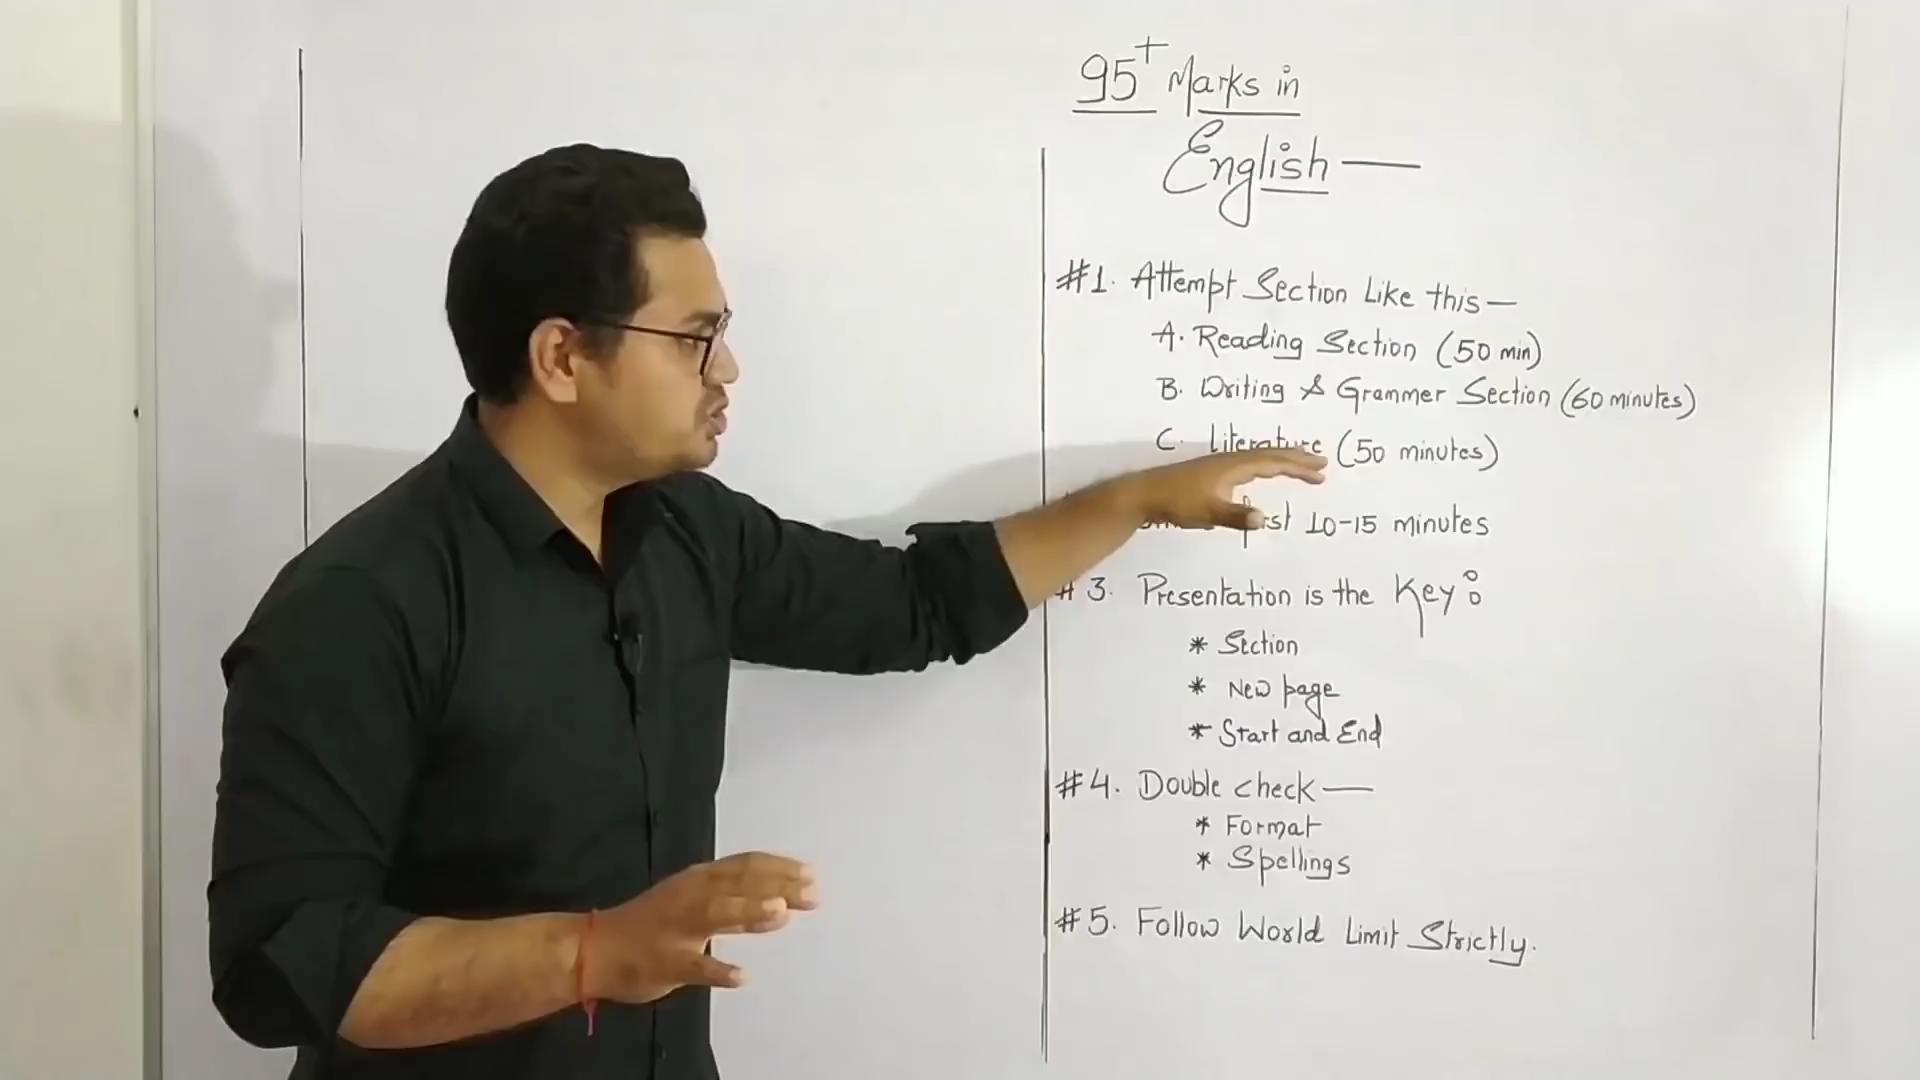 95+ Marks in
English —
#1. Attempt Section Like this —
A. Reading Section (50 min)
B. Writing & Grammer Section (60 minutes)
C. Literature (50 minutes)
10-15 minutes
#3. Presentation is the Key:
* Section
* New page
* Start and End
#4. Double check —
* Format
* Spellings
#5. Follow World Limit Strictly.